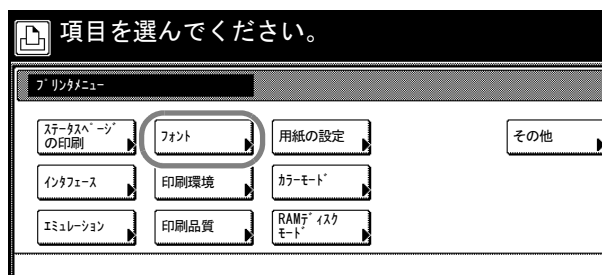 項目を選んでください。
プリンタメニュー
ステータスページ
の印刷
フォント
用紙の設定
その他
インタフェース
印刷環境
カラーモード
エミュレーション
印刷品質
RAMディスク
モード